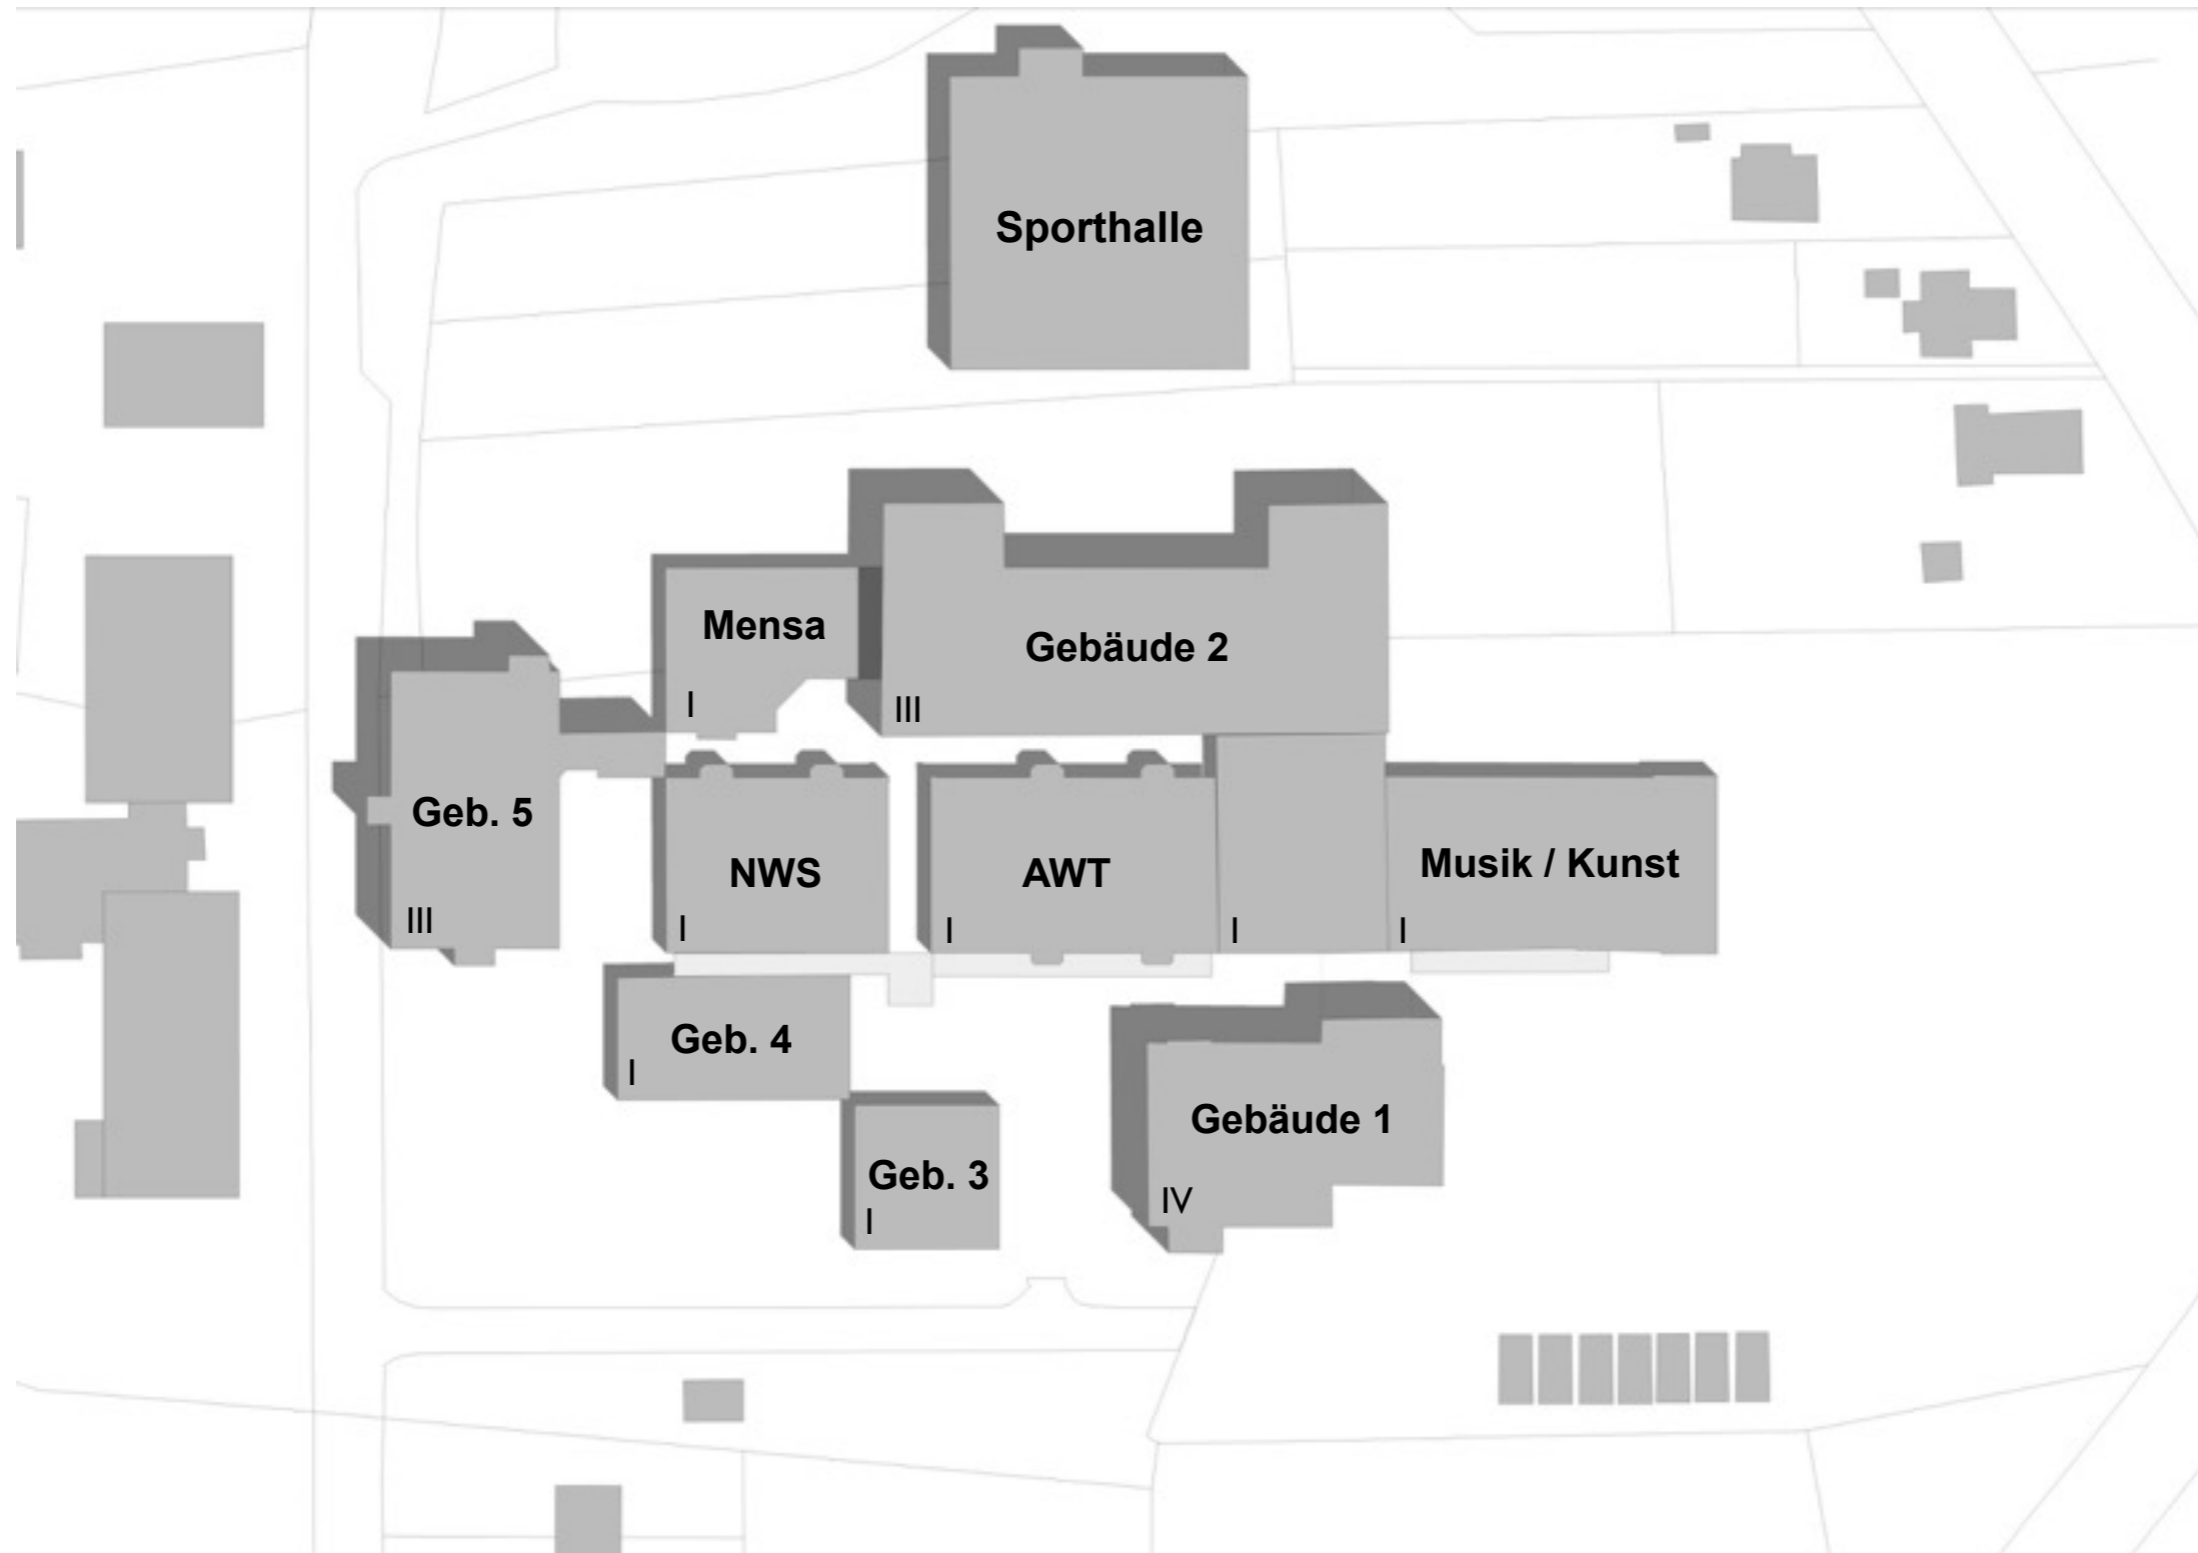 Sporthalle
Mensa
I
Gebäude 2
III
Geb. 5
III
NWS
I
AWT
I
I
Musik / Kunst
I
Geb. 4
I
Geb. 3
I
Gebäude 1
IV